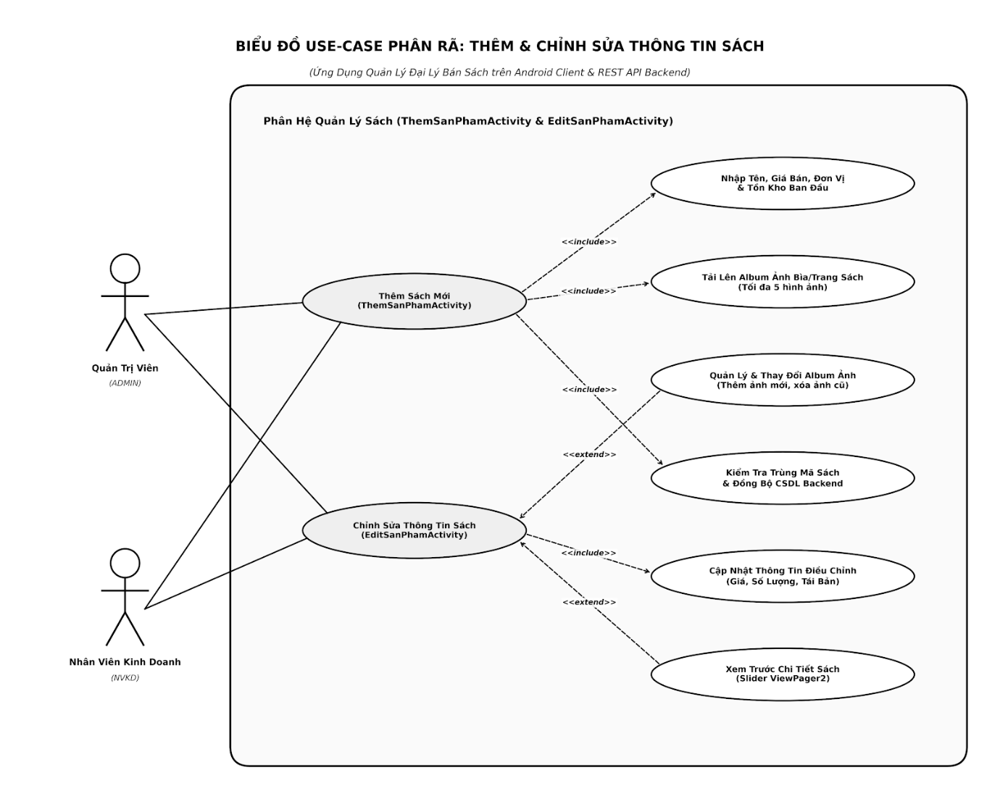 BIỂU ĐỒ USE-CASE PHÂN RÃ: THÊM & CHỈNH SỬA THÔNG TIN SÁCH
(Ứng Dụng Quản Lý Đại Lý Bán Sách trên Android Client & REST API Backend)
Phân Hệ Quản Lý Sách (ThemSanPhamActivity & EditSanPhamActivity)
Nhập Tên, Giá Bán, Đơn Vị
& Tồn Kho Ban Đầu
<<include>>
Tải Lên Album Ảnh Bìa/Trang Sách
(Tối đa 5 hình ảnh)
<<include>>
Thêm Sách Mới
(ThemSanPhamActivity)
Quản Trị Viên
(ADMIN)
Quản Lý & Thay Đổi Album Ảnh
(Thêm ảnh mới, xóa ảnh cũ)
<<include>>
<<extend>>
Kiểm Tra Trùng Mã Sách
& Đồng Bộ CSDL Backend
Chỉnh Sửa Thông Tin Sách
(EditSanPhamActivity)
<<include>>
Cập Nhật Thông Tin Điều Chỉnh
(Giá, Số Lượng, Tái Bản)
<<extend>>
Nhân Viên Kinh Doanh
(NVKD)
Xem Trước Chi Tiết Sách
(Slider ViewPager2)